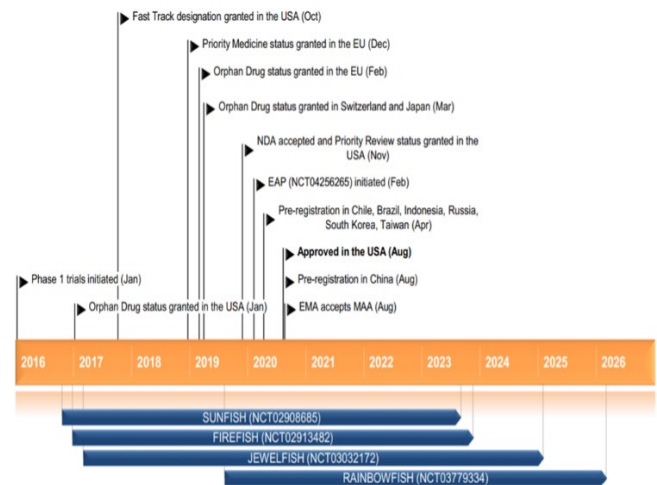 Fast Track designation granted in the USA (Oct)
Priority Medicine status granted in the EU (Dec)
Orphan Drug status granted in the EU (Feb)
Orphan Drug status granted in Switzerland and Japan (Mar)
NDA accepted and Priority Review status granted in the
USA (Nov)
EAP (NCT04256265) initiated (Feb)
Pre-registration in Chile, Brazil, Indonesia, Russia,
South Korea, Taiwan (Apr)
Approved in the USA (Aug)
Phase 1 trials initiated (Jan)
Pre-registration in China (Aug)
Orphan Drug status granted in the USA (Jan)
EMA accepts MAA (Aug)
2016 2017 2018 2019 2020 2021 2022 2023 2024 2025 2026
SUNFISH (NCT02908685)
FIREFISH (NCT02913482)
JEWELFISH (NCT03032172)
RAINBOWFISH (NCT03779334)